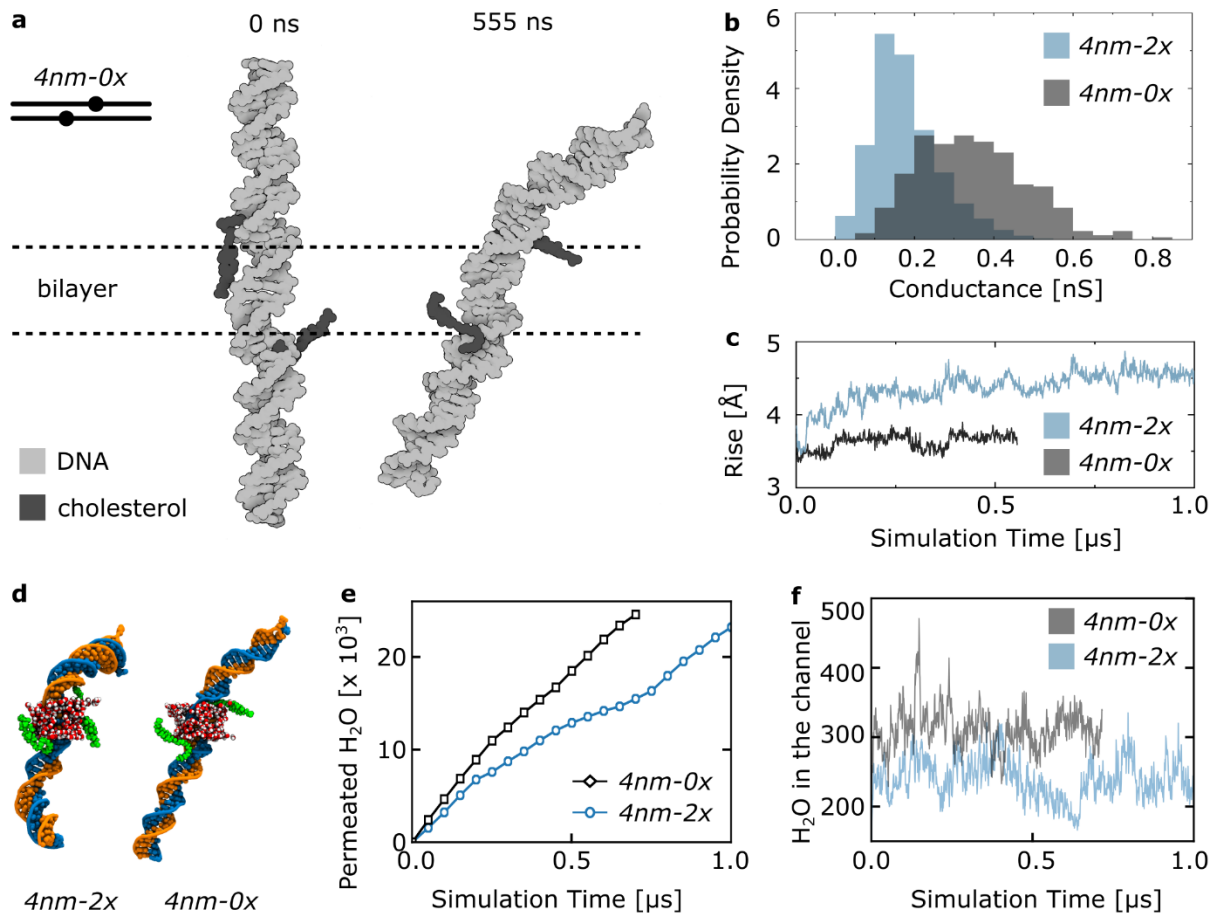 a
0 ns
555 ns
4nm-0x
bilayer
DNA
cholesterol
b
Probability Density
6
5
4
3
2
1
0
4nm-2x
4nm-0x
0.0 0.2 0.4 0.6 0.8
Conductance [nS]
c
Rise [Å]
5
4
3
4nm-2x
4nm-0x
0.0 0.5 1.0
Simulation Time [µs]
d
4nm-2x 4nm-0x
e
Permeated H₂O [x 10³]
20
10
0
4nm-0x
4nm-2x
0.0 0.5 1.0
Simulation Time [µs]
f
H₂O in the channel
500
400
300
200
4nm-0x
4nm-2x
0.0 0.5 1.0
Simulation Time [µs]